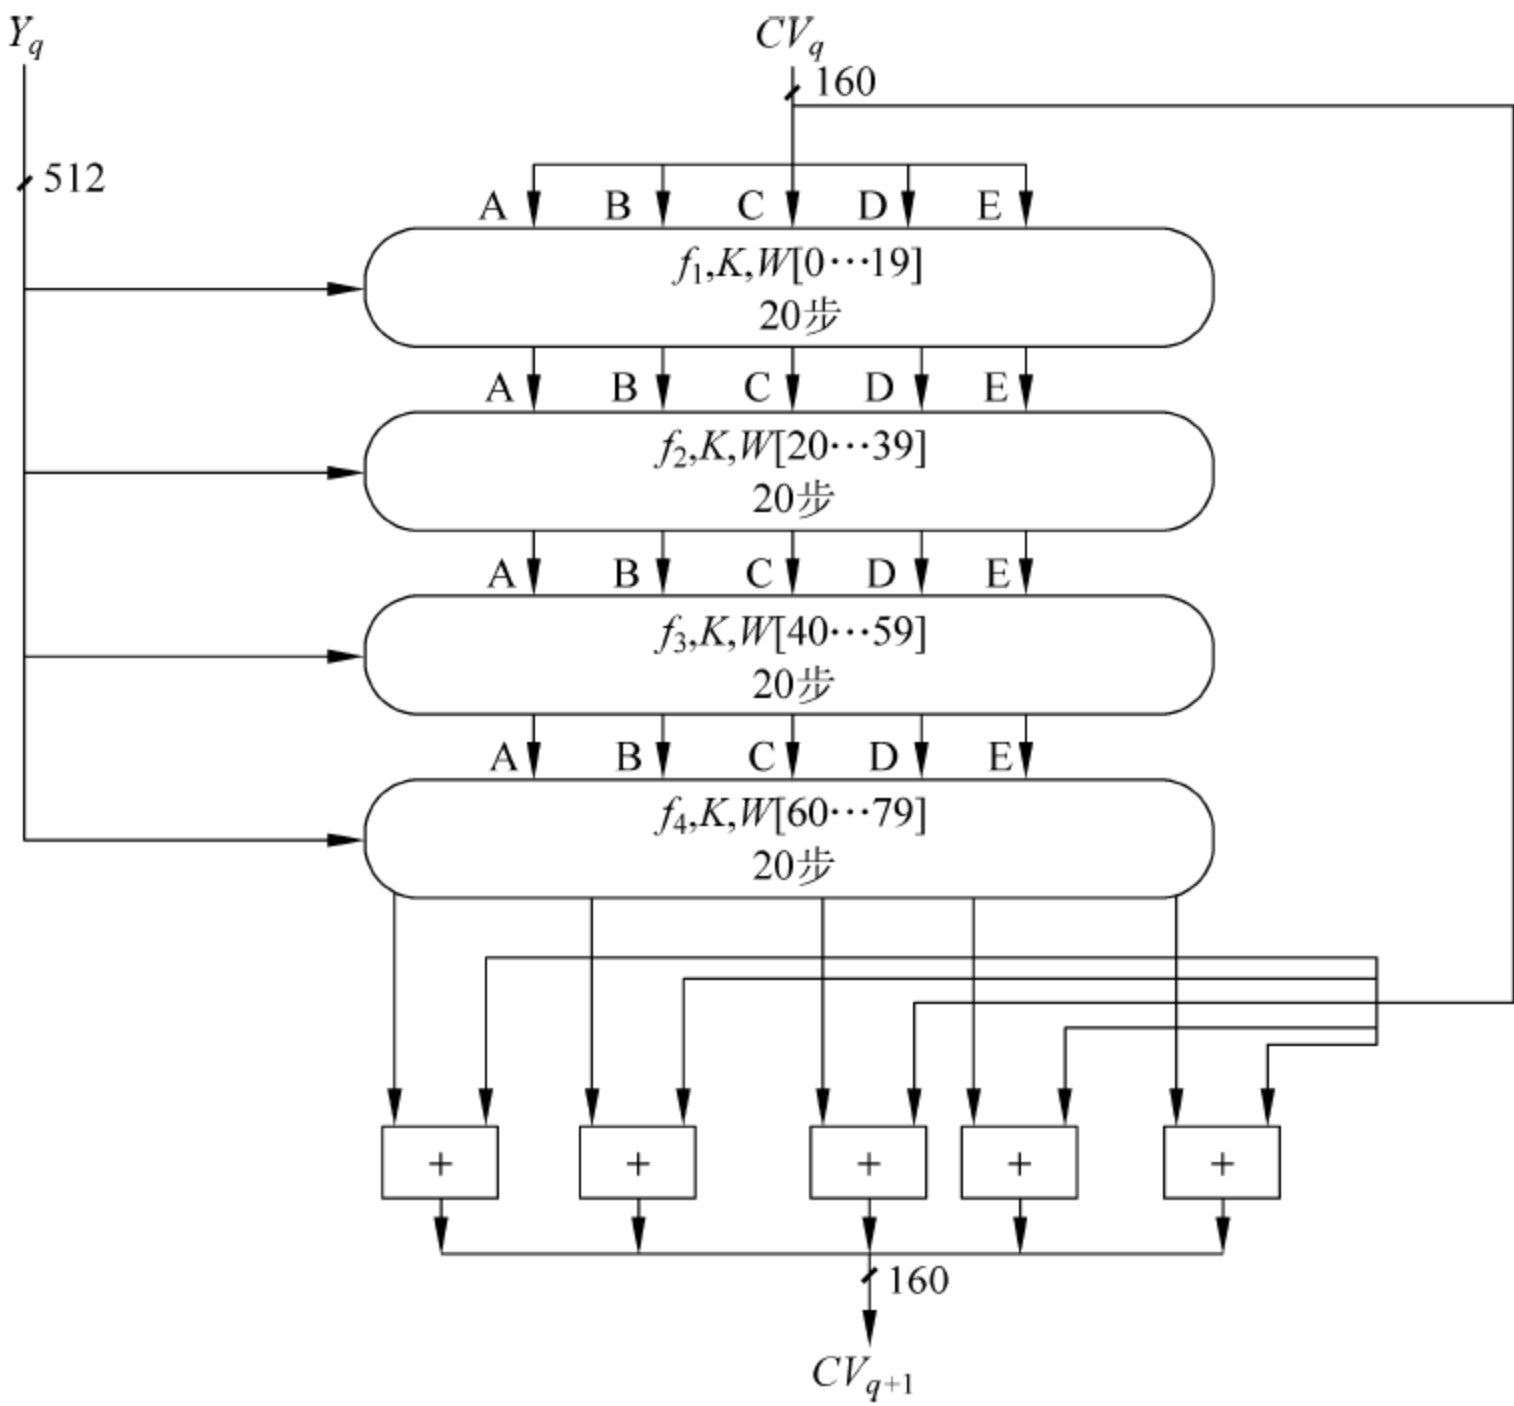 Y_q CV_q
160
512
A B C D E
f_1,K,W[0⋯19]
20步
A B C D E
f_2,K,W[20⋯39]
20步
A B C D E
f_3,K,W[40⋯59]
20步
A B C D E
f_4,K,W[60⋯79]
20步
+ + + + +
160
CV_{q+1}